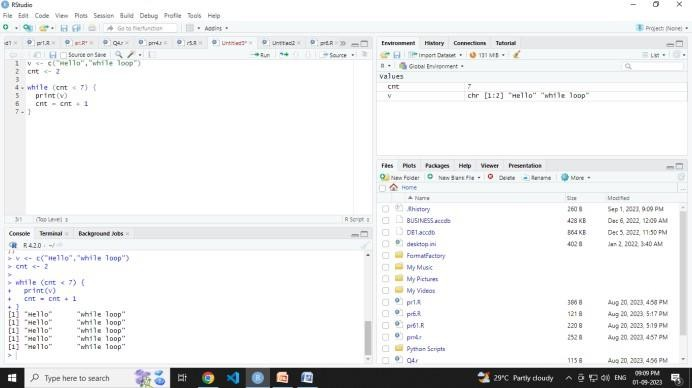 RStudio
File Edit Code View Plots Session Build Debug Profile Tools Help
Go to file/function
Addins
Project: (None)
pr1.R
Q4.r
prn4.r
r5.R
Untitled3*
Untitled2
pr6.R
Source on Save
Run
Source
1 v <- c("Hello","while loop")
2 cnt <- 2
3
4 while (cnt < 7) {
5 print(v)
6 cnt = cnt + 1
7 }
3:1 (Top Level) R Script
Console Terminal Background Jobs
R 4.2.0 · ~/
> v <- c("Hello","while loop")
> cnt <- 2
>
> while (cnt < 7) {
+ print(v)
+ cnt = cnt + 1
+ }
[1] "Hello" "while loop"
[1] "Hello" "while loop"
[1] "Hello" "while loop"
[1] "Hello" "while loop"
[1] "Hello" "while loop"
>
Environment History Connections Tutorial
Import Dataset 131 MiB List
R Global Environment
Values
cnt 7
v chr [1:2] "Hello" "while loop"
Files Plots Packages Help Viewer Presentation
New Folder New Blank File Delete Rename More
Home
Name Size Modified
.Rhistory 260 B Sep 1, 2023, 9:09 PM
BUSINESS.accdb 428 KB Dec 6, 2022, 12:09 AM
DB1.accdb 864 KB Dec 5, 2022, 11:50 PM
desktop.ini 402 B Jan 2, 2022, 3:40 AM
FormatFactory
My Music
My Pictures
My Videos
pr1.R 386 B Aug 20, 2023, 4:58 PM
pr6.R 121 B Aug 20, 2023, 5:17 PM
pr61.R 220 B Aug 20, 2023, 5:19 PM
prn4.r 252 B Aug 20, 2023, 4:57 PM
Python Scripts
Q4.r 115 B Aug 20, 2023, 4:56 PM
Type here to search
29°C Partly cloudy
ENG
09:09 PM
01-09-2023